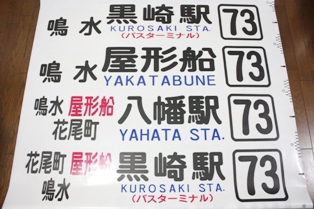 鳴水 黒崎駅 73
KUROSAKI STA.
(バスターミナル)
鳴水 屋形船 73
YAKATABUNE
鳴水 屋形船 八幡駅 73
花尾町 YAHATA STA.
花尾町 屋形船 黒崎駅 73
鳴水 KUROSAKI STA.
(バスターミナル)